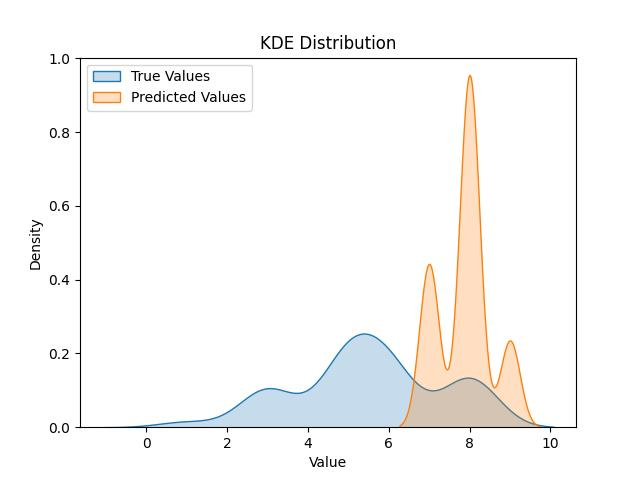 KDE Distribution
True Values
Predicted Values
1.0
0.8
0.6
0.4
0.2
0.0
Density
0 2 4 6 8 10
Value